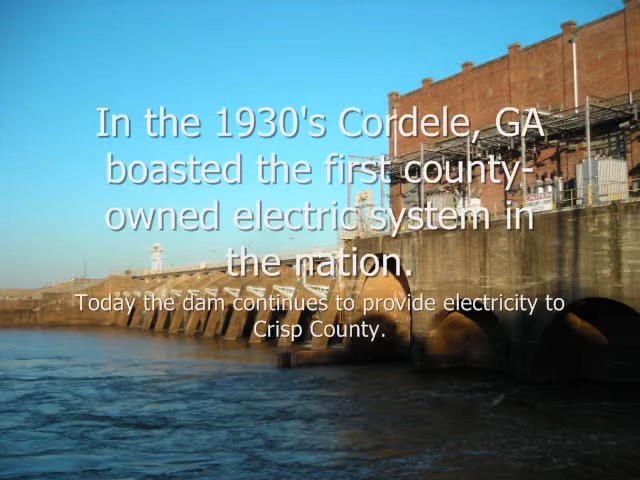 In the 1930's Cordele, GA
boasted the first county-
owned electric system in
the nation.
Today the dam continues to provide electricity to
Crisp County.
CAUTION